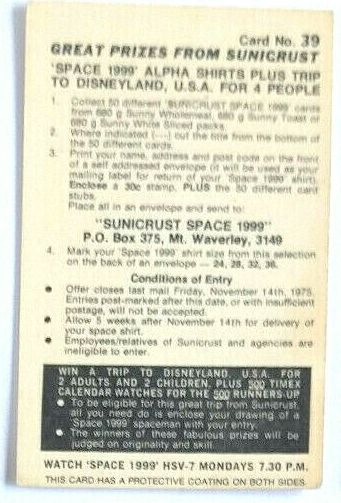 Card No. 39
GREAT PRIZES FROM SUNICRUST
'SPACE 1999' ALPHA SHIRTS PLUS TRIP
TO DISNEYLAND, U.S.A. FOR 4 PEOPLE
1. Collect 50 different 'SUNICRUST SPACE 1999' cards
from 680 g Sunny Wholemeal, 680 g Sunny Toast or
680 g Sunny White Sliced packs.
2. Where indicated (---) cut the title from the bottom of
the 50 different cards.
3. Print your name, address and post code on the front
of a self addressed envelope (it will be used as your
mailing label for return of your 'Space 1999' shirt).
Enclose a 30c stamp, PLUS the 50 different card
stubs.
Place all in an envelope and send to:
"SUNICRUST SPACE 1999"
P.O. Box 375, Mt. Waverley, 3149
4. Mark your 'Space 1999' shirt size from this selection
on the back of an envelope — 24, 28, 32, 36.
Conditions of Entry
● Offer closes last mail Friday, November 14th, 1975.
Entries post-marked after this date, or with insufficient
postage, will not be accepted.
● Allow 5 weeks after November 14th for delivery of
your space shirt.
● Employees/relatives of Sunicrust and agencies are
ineligible to enter.
WIN A TRIP TO DISNEYLAND, U.S.A. FOR
2 ADULTS AND 2 CHILDREN, PLUS 500 TIMEX
CALENDAR WATCHES FOR THE 500 RUNNERS-UP
● To be eligible for this great trip from Sunicrust,
all you need do is enclose your drawing of a
'Space 1999' spaceman with your entry.
● The winners of these fabulous prizes will be
judged on originality and skill.
WATCH 'SPACE 1999' HSV-7 MONDAYS 7.30 P.M.
THIS CARD HAS A PROTECTIVE COATING ON BOTH SIDES.